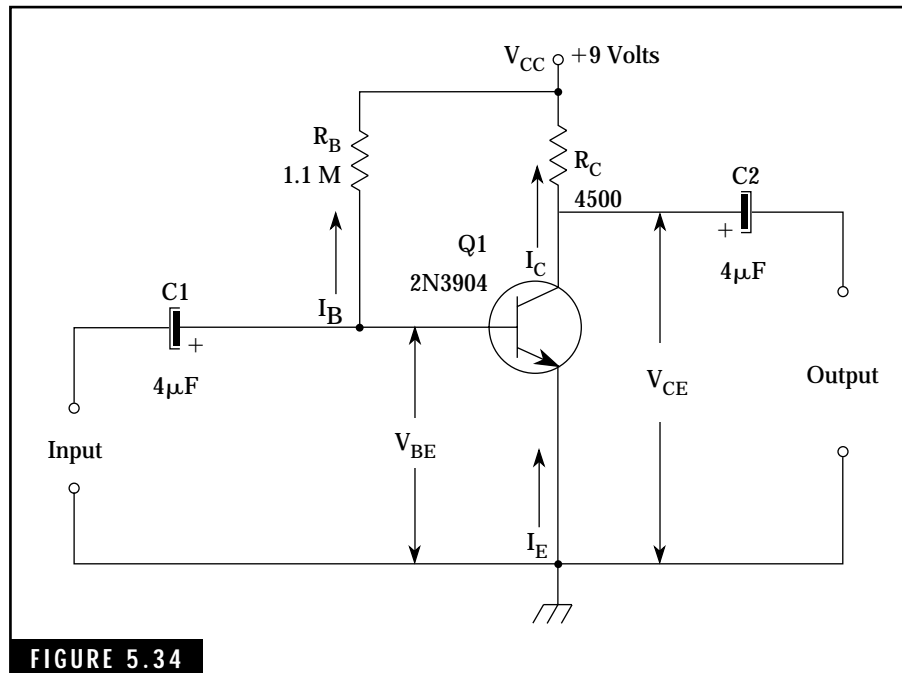 V_CC +9 Volts
R_B
1.1 M
R_C
4500
C2
+
4µF
Q1
2N3904
I_C
I_B
C1
+
4µF
Input
V_BE
V_CE
Output
I_E
FIGURE 5.34